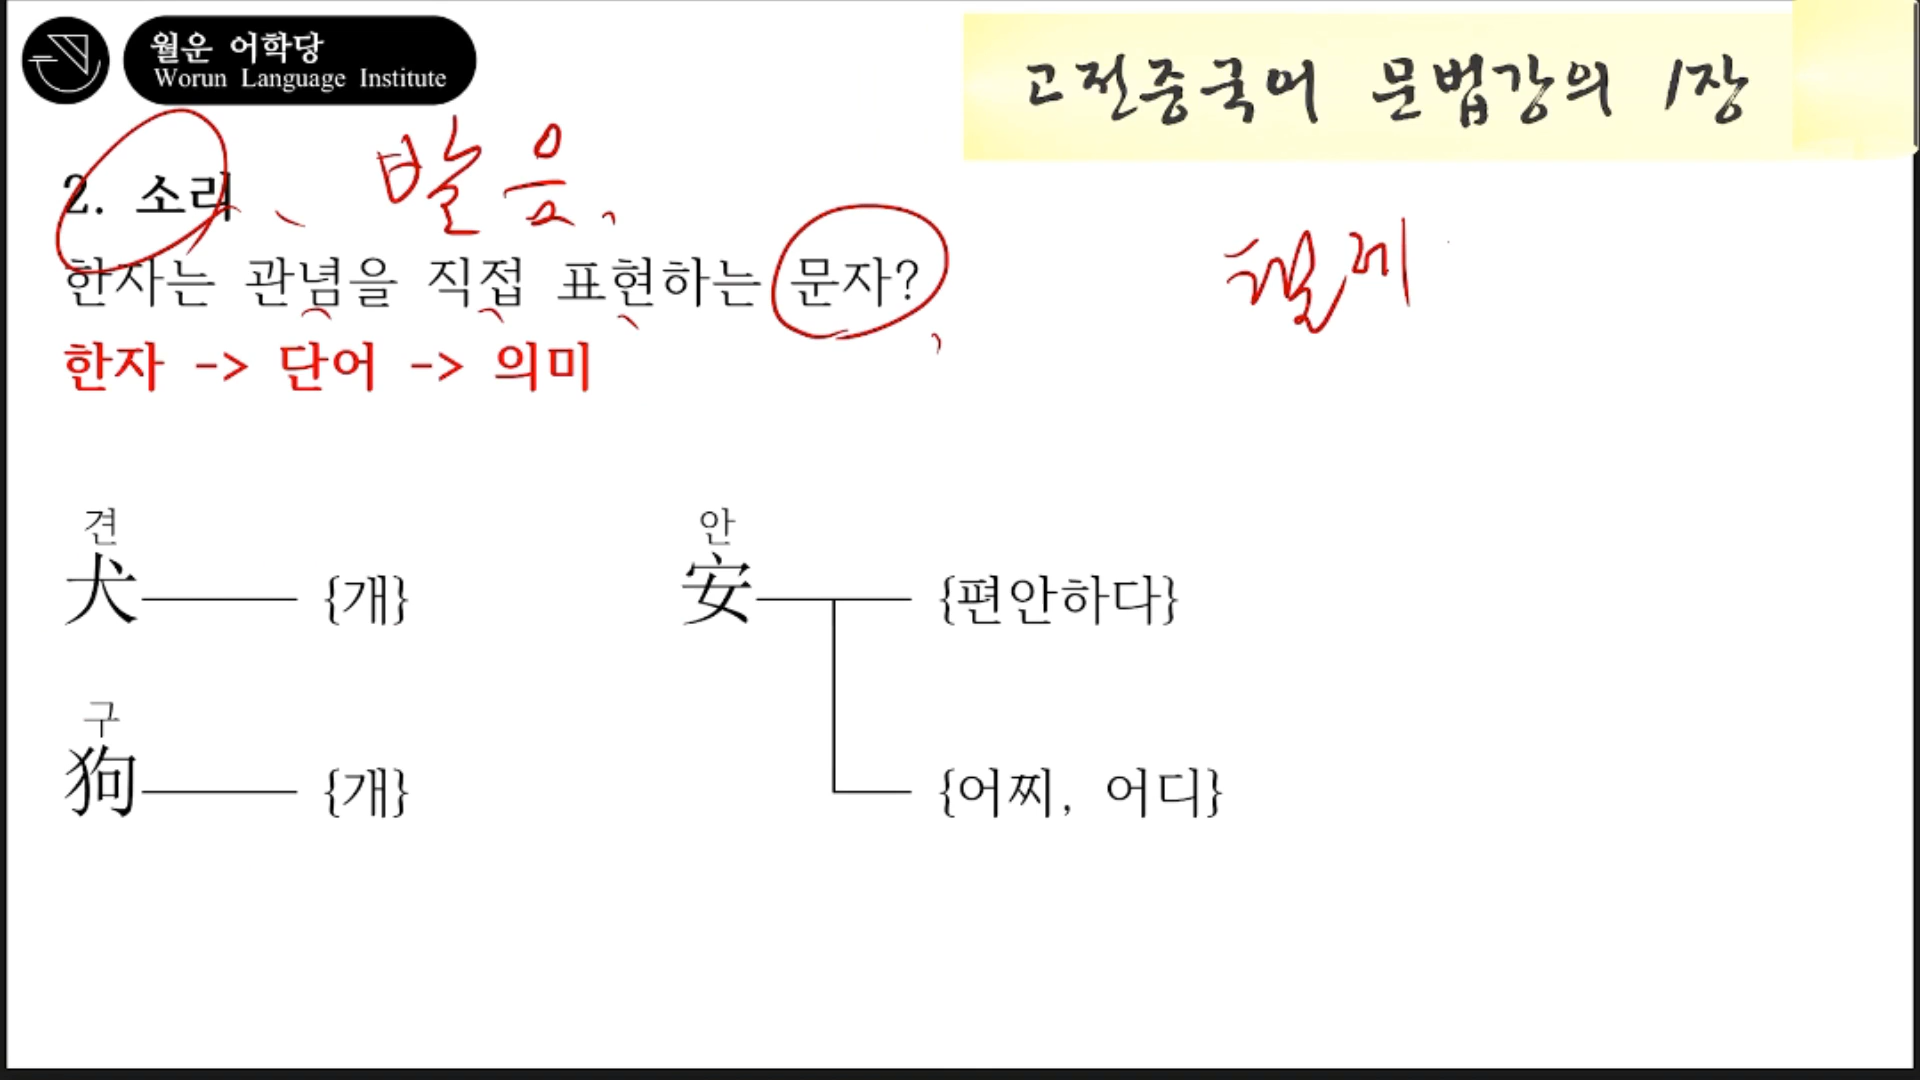 월운 어학당
Worun Language Institute
고전중국어 문법강의 1장
2. 소리
발음
한자는 관념을 직접 표현하는 문자?
한자 -> 단어 -> 의미
견
犬 {개}
안
安 {편안하다}
구
狗 {개}
{어찌, 어디}